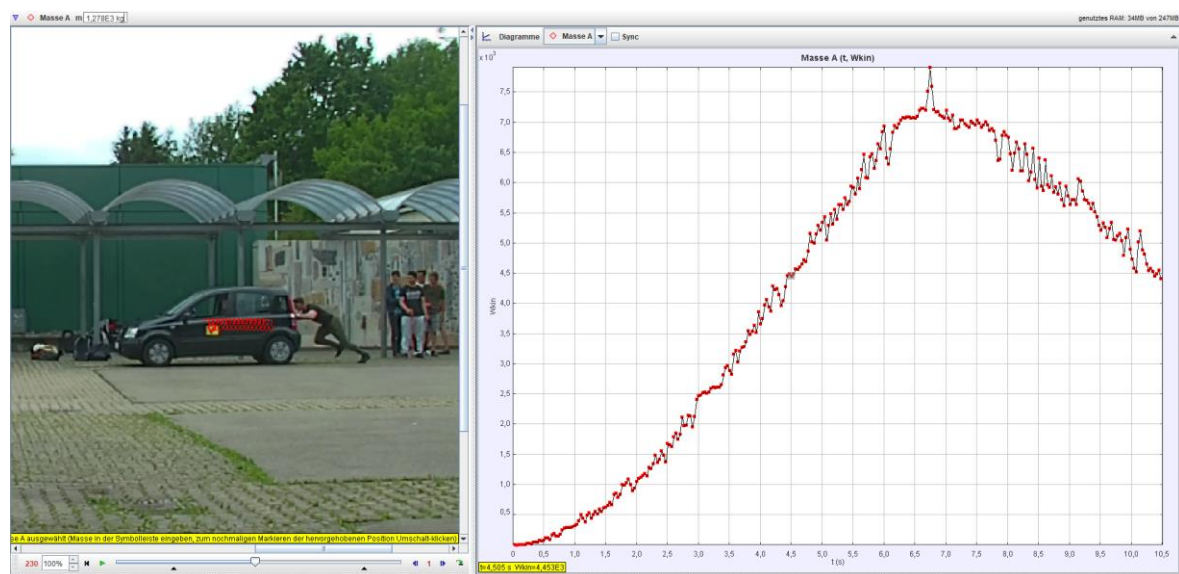 Masse A m 1,278E3 kg
genutztes RAM: 34MB von 247MB
Diagramme Masse A Sync
Masse A (t, Wkin)
x 10³
7,5
7,0
6,5
6,0
5,5
5,0
4,5
4,0
3,5
3,0
2,5
2,0
1,5
1,0
0,5
Wkin
0 0,5 1,0 1,5 2,0 2,5 3,0 3,5 4,0 4,5 5,0 5,5 6,0 6,5 7,0 7,5 8,0 8,5 9,0 9,5 10,0 10,5
t (s)
t=4,505 s Wkin=4,453E3
se A ausgewählt (Masse in der Symbolleiste eingeben, zum nochmaligen Markieren der hervorgehobenen Position Umschalt-klicken)
230 100% 1